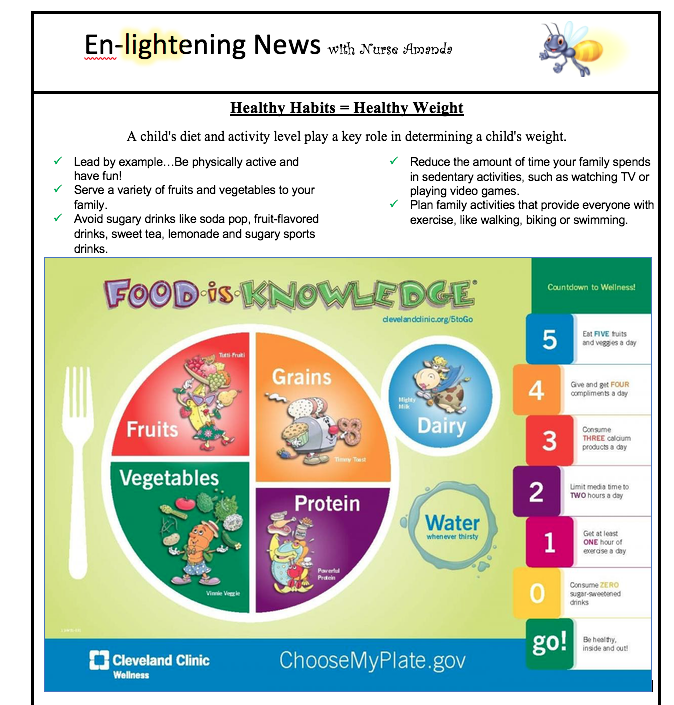 En-lightening News with Nurse Amanda
Healthy Habits = Healthy Weight
A child's diet and activity level play a key role in determining a child's weight.
✓ Lead by example…Be physically active and
have fun!
✓ Serve a variety of fruits and vegetables to your
family.
✓ Avoid sugary drinks like soda pop, fruit-flavored
drinks, sweet tea, lemonade and sugary sports
drinks.
✓ Reduce the amount of time your family spends
in sedentary activities, such as watching TV or
playing video games.
✓ Plan family activities that provide everyone with
exercise, like walking, biking or swimming.
FOOD·is·KNOWLEDGE®
clevelandclinic.org/5toGo
Tutti-Fruiti
Fruits
Grains
Mighty
Milk
Dairy
Vegetables
Vinnie Veggie
Protein
Powerful
Protein
Water
whenever thirsty
Countdown to Wellness!
5
Eat FIVE fruits
and veggies a day
4
Give and get FOUR
compliments a day
3
Consume
THREE calcium
products a day
2
Limit media time to
TWO hours a day
1
Get at least
ONE hour of
exercise a day
0
Consume ZERO
sugar-sweetened
drinks
go!
Be healthy,
inside and out!
Cleveland Clinic
Wellness
ChooseMyPlate.gov